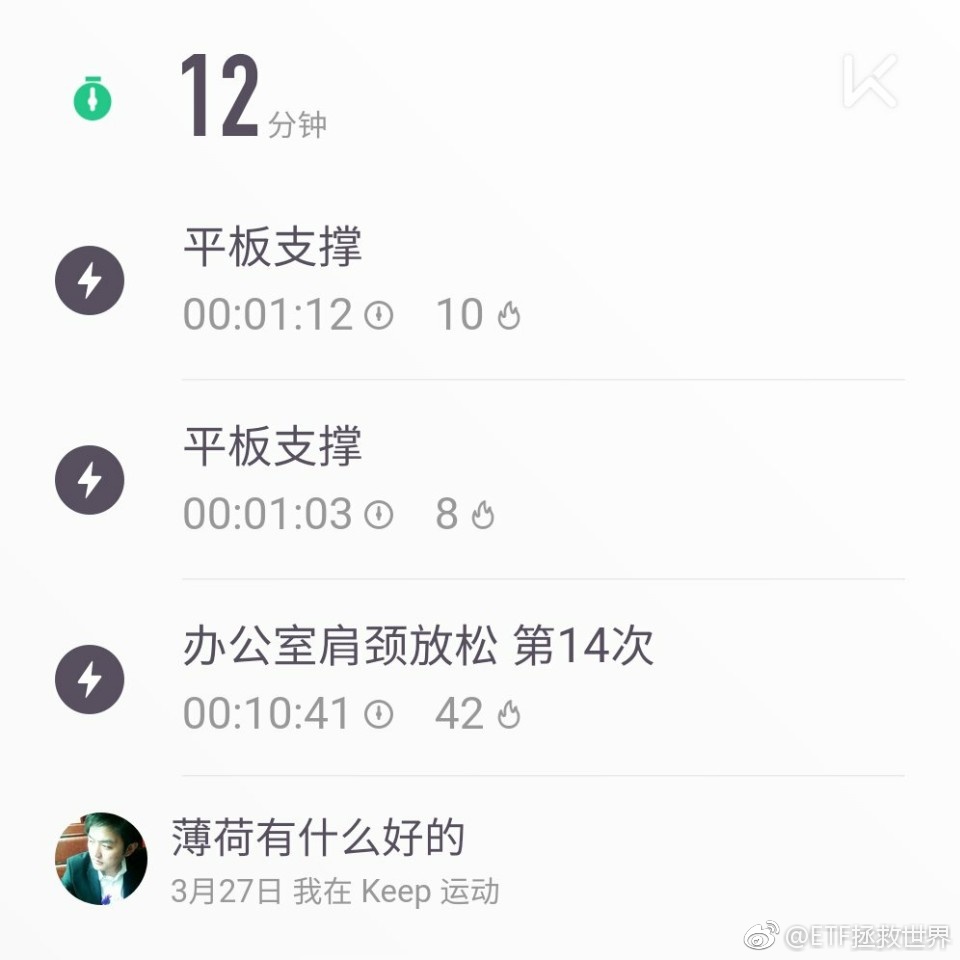 12分钟
平板支撑
00:01:12 10
平板支撑
00:01:03 8
办公室肩颈放松 第14次
00:10:41 42
薄荷有什么好的
3月27日 我在 Keep 运动
@ETF拯救世界